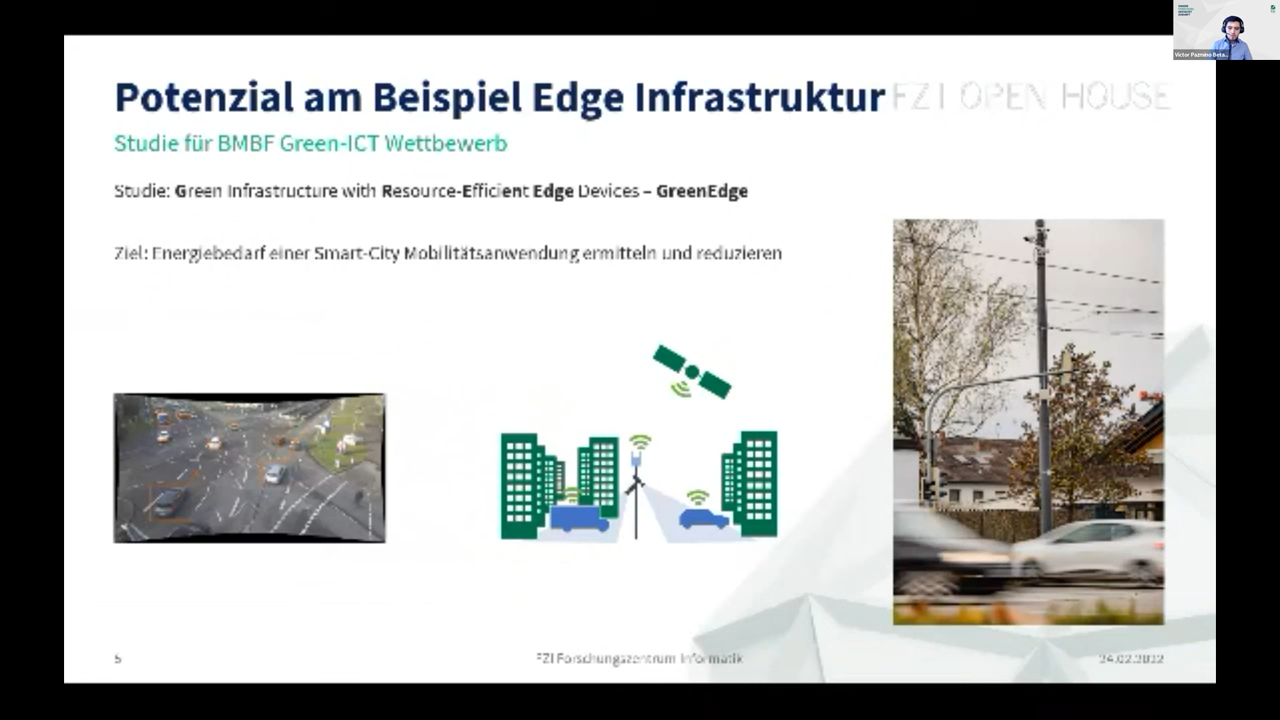 Potenzial am Beispiel Edge Infrastruktur
FZI OPEN HOUSE
Studie für BMBF Green-ICT Wettbewerb
Studie: Green Infrastructure with Resource-Efficient Edge Devices – GreenEdge
Ziel: Energiebedarf einer Smart-City Mobilitätsanwendung ermitteln und reduzieren
5
FZI Forschungszentrum Informatik
24.02.2022